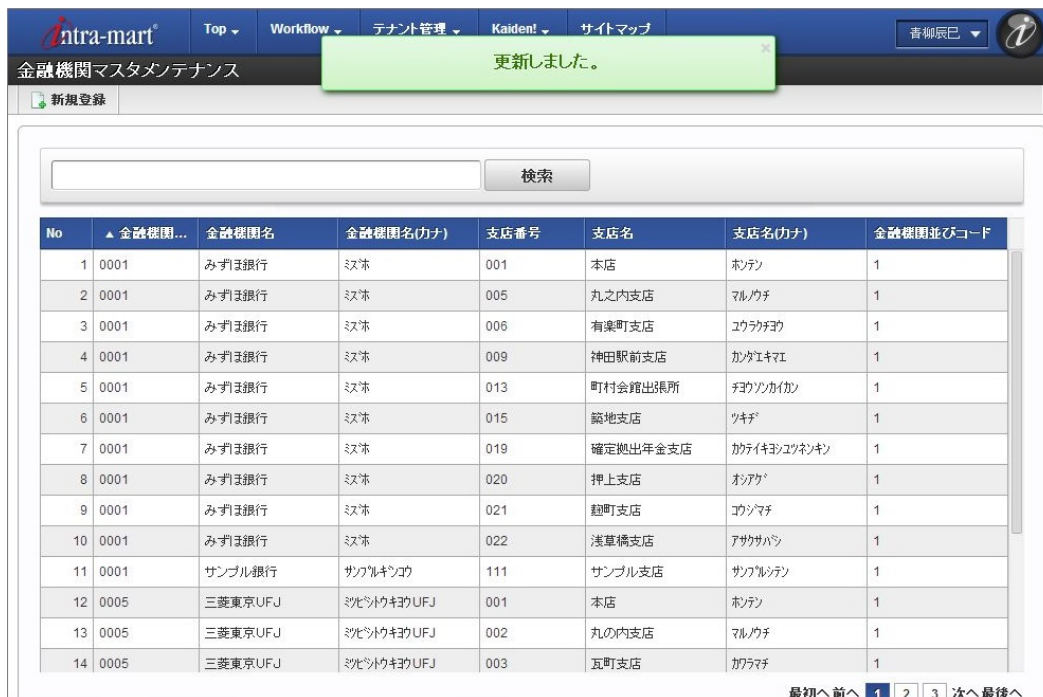 intra-mart® Top Workflow テナント管理 Kaiden! サイトマップ 青柳辰巳
更新しました。 ×
金融機関マスタメンテナンス
新規登録
検索
No ▲ 金融機関... 金融機関名 金融機関名(カナ) 支店番号 支店名 支店名(カナ) 金融機関並びコード
1 0001 みずほ銀行 ﾐｽﾞﾎ 001 本店 ﾎﾝﾃﾝ 1
2 0001 みずほ銀行 ﾐｽﾞﾎ 005 丸之内支店 ﾏﾙﾉｳﾁ 1
3 0001 みずほ銀行 ﾐｽﾞﾎ 006 有楽町支店 ﾕｳﾗｸﾁﾖｳ 1
4 0001 みずほ銀行 ﾐｽﾞﾎ 009 神田駅前支店 ｶﾝﾀﾞｴｷﾏｴ 1
5 0001 みずほ銀行 ﾐｽﾞﾎ 013 町村会館出張所 ﾁﾖｳｿﾝｶｲｶﾝ 1
6 0001 みずほ銀行 ﾐｽﾞﾎ 015 築地支店 ﾂｷﾁﾞ 1
7 0001 みずほ銀行 ﾐｽﾞﾎ 019 確定拠出年金支店 ｶｸﾃｲｷﾖｼﾕﾂﾈﾝｷﾝ 1
8 0001 みずほ銀行 ﾐｽﾞﾎ 020 押上支店 ｵｼｱｹﾞ 1
9 0001 みずほ銀行 ﾐｽﾞﾎ 021 麹町支店 ｺｳｼﾞﾏﾁ 1
10 0001 みずほ銀行 ﾐｽﾞﾎ 022 浅草橋支店 ｱｻｸｻﾊﾞｼ 1
11 0001 サンプル銀行 ｻﾝﾌﾟﾙｷﾞﾝｺｳ 111 サンプル支店 ｻﾝﾌﾟﾙｼﾃﾝ 1
12 0005 三菱東京UFJ ﾐﾂﾋﾞｼﾄｳｷﾖｳUFJ 001 本店 ﾎﾝﾃﾝ 1
13 0005 三菱東京UFJ ﾐﾂﾋﾞｼﾄｳｷﾖｳUFJ 002 丸の内支店 ﾏﾙﾉｳﾁ 1
14 0005 三菱東京UFJ ﾐﾂﾋﾞｼﾄｳｷﾖｳUFJ 003 瓦町支店 ｶﾜﾗﾏﾁ 1
最初へ 前へ 1 2 3 次へ 最後へ